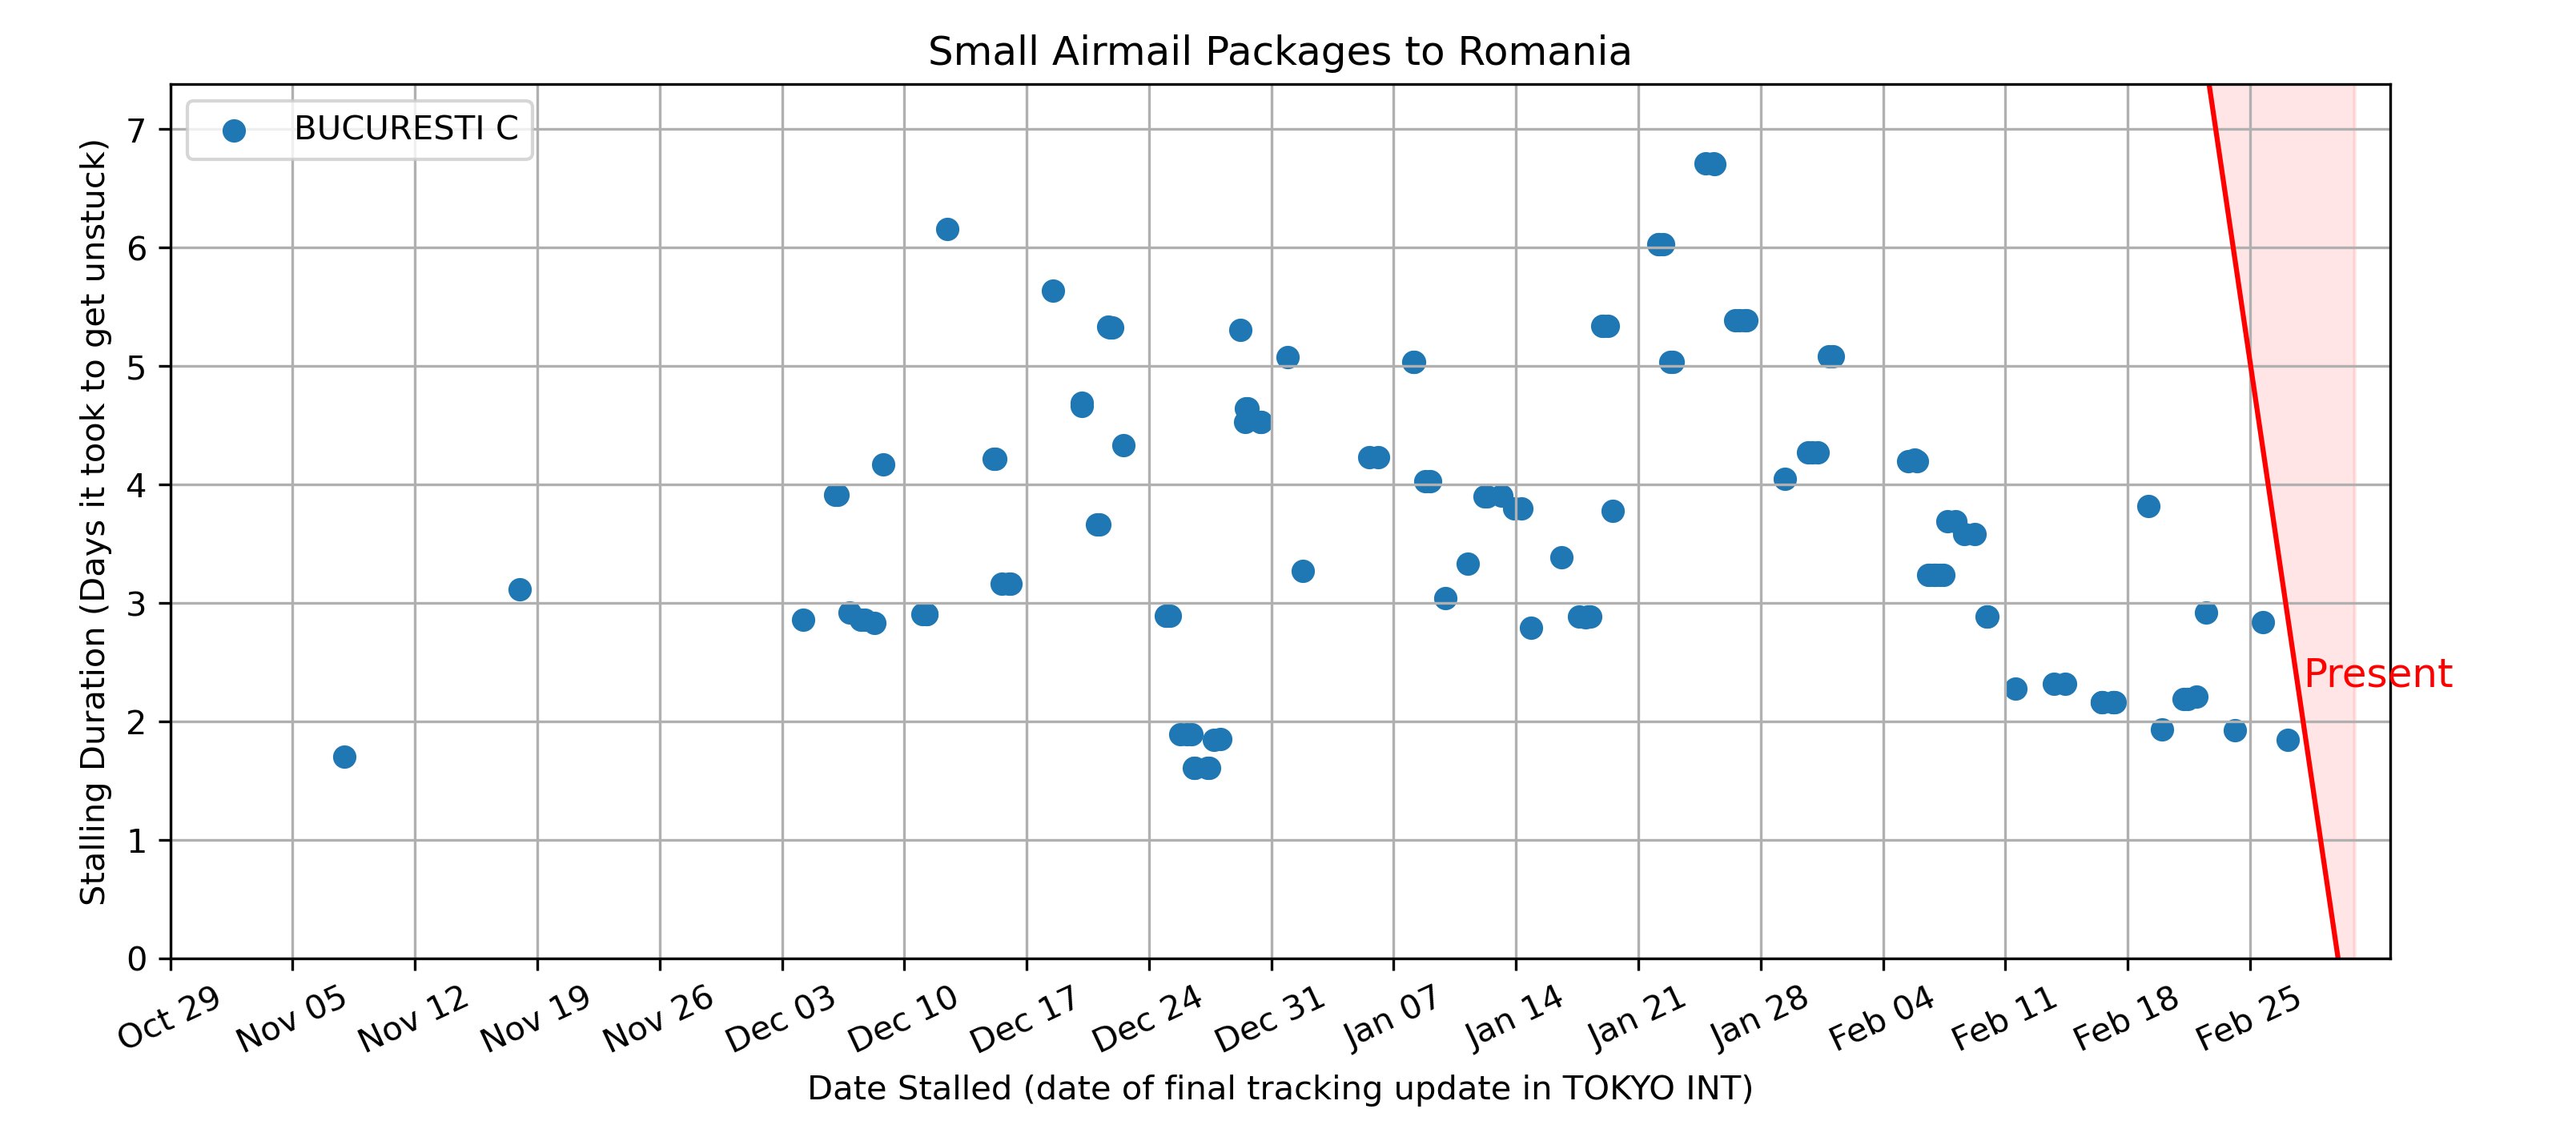 Small Airmail Packages to Romania
BUCURESTI C
Stalling Duration (Days it took to get unstuck)
7
6
5
4
3
2
1
0
Present
Oct 29 Nov 05 Nov 12 Nov 19 Nov 26 Dec 03 Dec 10 Dec 17 Dec 24 Dec 31 Jan 07 Jan 14 Jan 21 Jan 28 Feb 04 Feb 11 Feb 18 Feb 25
Date Stalled (date of final tracking update in TOKYO INT)